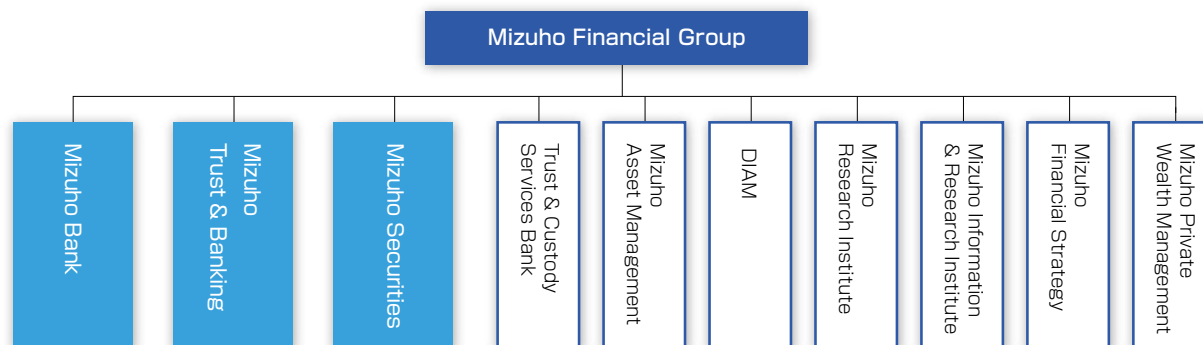 Mizuho Financial Group
Mizuho Bank
Mizuho
Trust & Banking
Mizuho Securities
Trust & Custody
Services Bank
Mizuho
Asset Management
DIAM
Mizuho
Research Institute
Mizuho Information
& Research Institute
Mizuho
Financial Strategy
Mizuho Private
Wealth Management